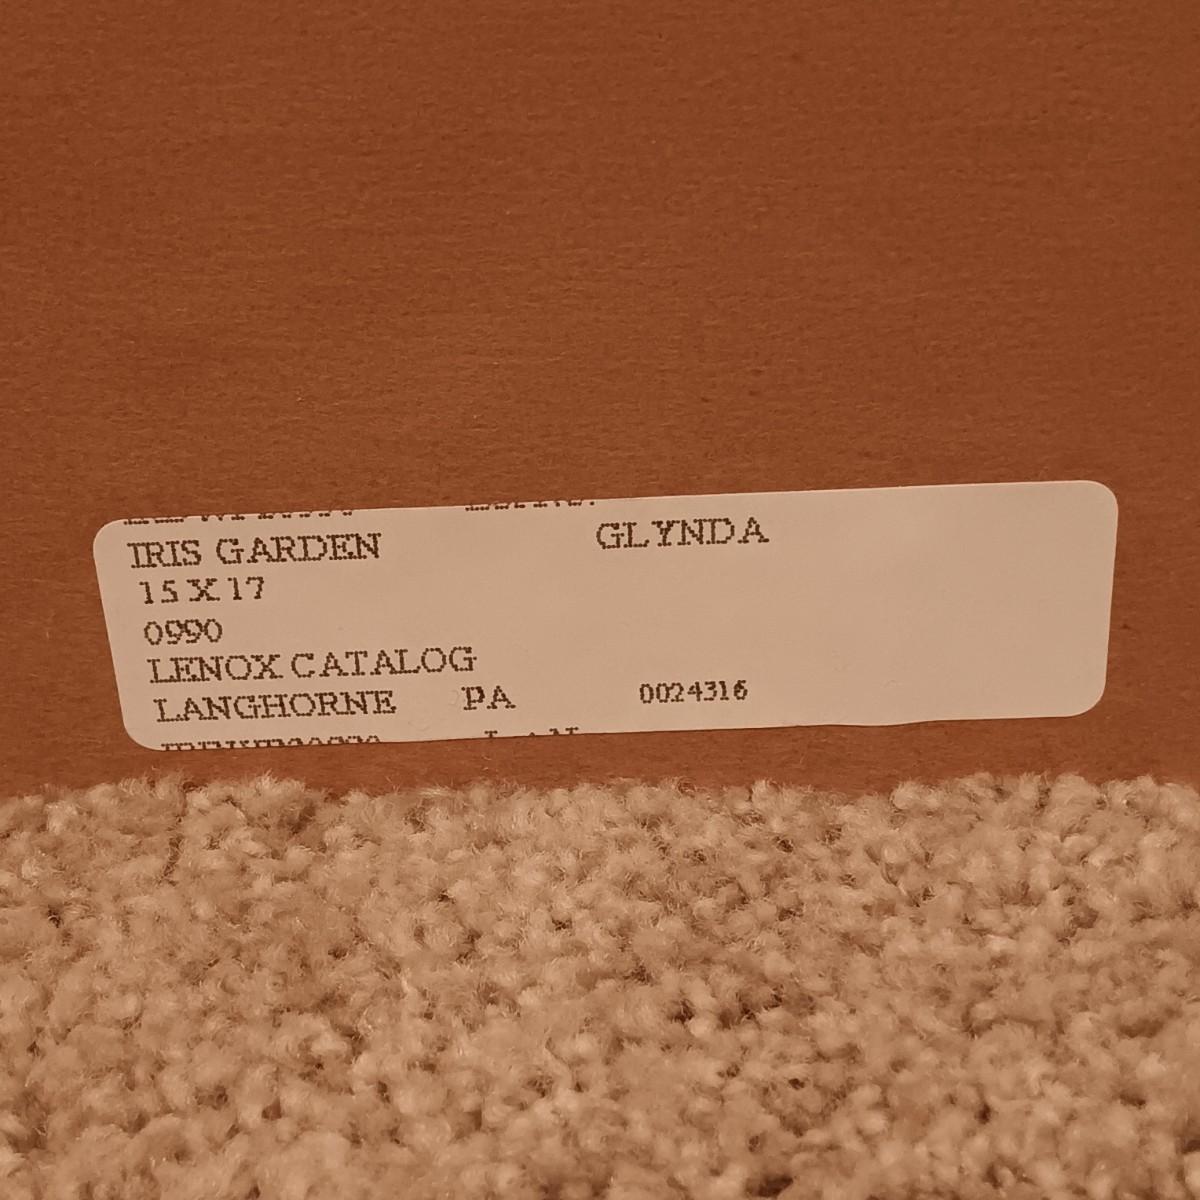 IRIS GARDEN GLYNDA
15 X 17
0990
LENOX CATALOG
LANGHORNE PA 0024316